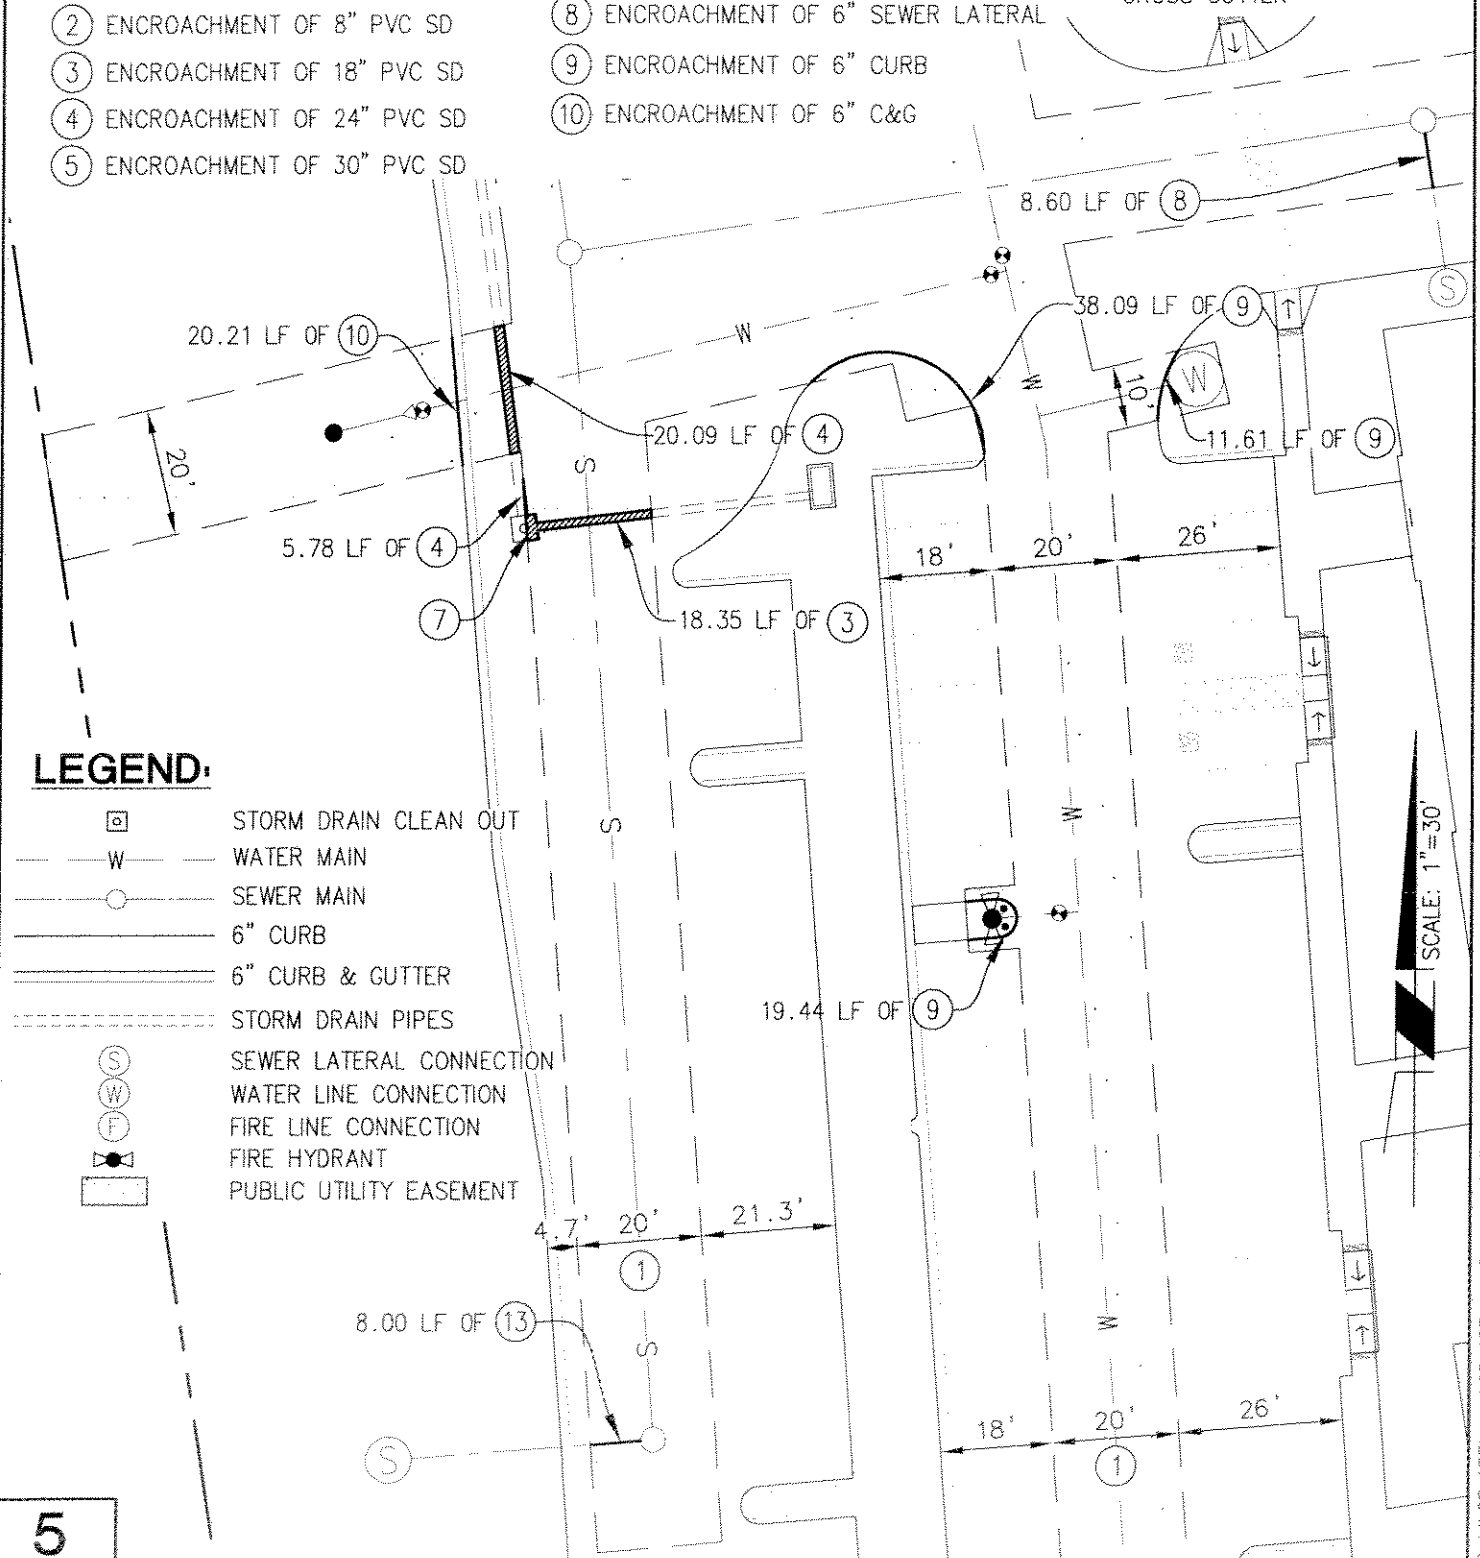 ② ENCROACHMENT OF 8" PVC SD
③ ENCROACHMENT OF 18" PVC SD
④ ENCROACHMENT OF 24" PVC SD
⑤ ENCROACHMENT OF 30" PVC SD
⑧ ENCROACHMENT OF 6" SEWER LATERAL
⑨ ENCROACHMENT OF 6" CURB
⑩ ENCROACHMENT OF 6" C&G
8.60 LF OF ⑧
S
38.09 LF OF ⑨
20.21 LF OF ⑩
W
W
10'
W
20.09 LF OF ④
11.61 LF OF ⑨
20'
S
5.78 LF OF ④
18'
20'
26'
⑦
18.35 LF OF ③
LEGEND:
STORM DRAIN CLEAN OUT
W WATER MAIN
SEWER MAIN
6" CURB
6" CURB & GUTTER
STORM DRAIN PIPES
S SEWER LATERAL CONNECTION
W WATER LINE CONNECTION
F FIRE LINE CONNECTION
FIRE HYDRANT
PUBLIC UTILITY EASEMENT
S
W
SCALE: 1"=30'
19.44 LF OF ⑨
W
4.7'
20'
21.3'
①
8.00 LF OF ⑬
S
W
S
18'
20'
26'
①
5